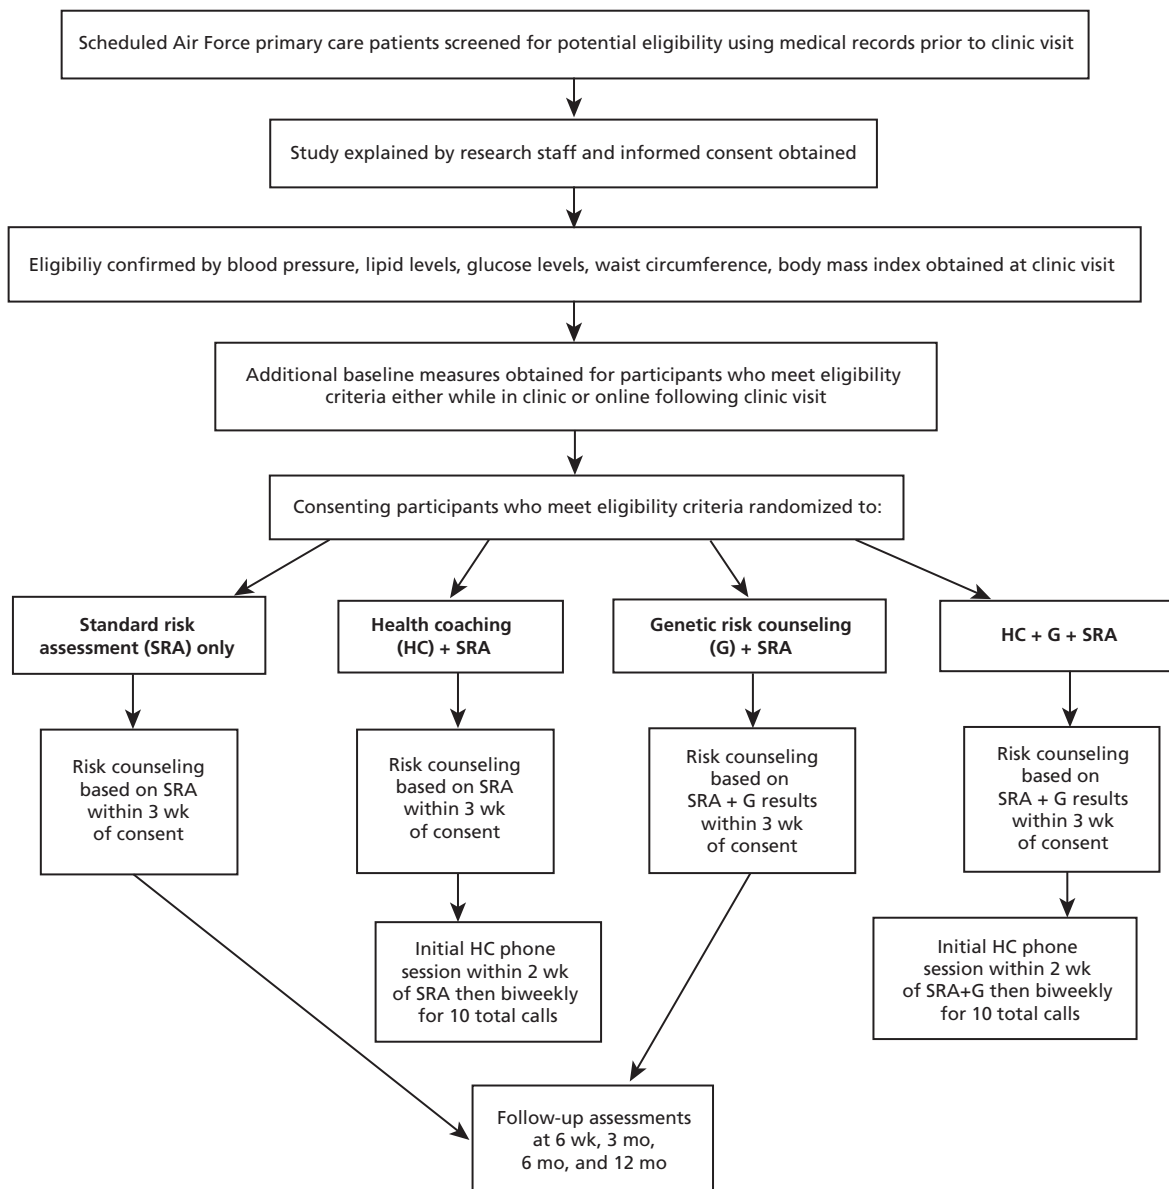 Scheduled Air Force primary care patients screened for potential eligibility using medical records prior to clinic visit
Study explained by research staff and informed consent obtained
Eligibiliy confirmed by blood pressure, lipid levels, glucose levels, waist circumference, body mass index obtained at clinic visit
Additional baseline measures obtained for participants who meet eligibility
criteria either while in clinic or online following clinic visit
Consenting participants who meet eligibility criteria randomized to:
Standard risk
assessment (SRA) only
Health coaching
(HC) + SRA
Genetic risk counseling
(G) + SRA
HC + G + SRA
Risk counseling
based on SRA
within 3 wk
of consent
Risk counseling
based on SRA
within 3 wk
of consent
Risk counseling
based on
SRA + G results
within 3 wk
of consent
Risk counseling
based on
SRA + G results
within 3 wk
of consent
Initial HC phone
session within 2 wk
of SRA then biweekly
for 10 total calls
Initial HC phone
session within 2 wk
of SRA+G then biweekly
for 10 total calls
Follow-up assessments
at 6 wk, 3 mo,
6 mo, and 12 mo